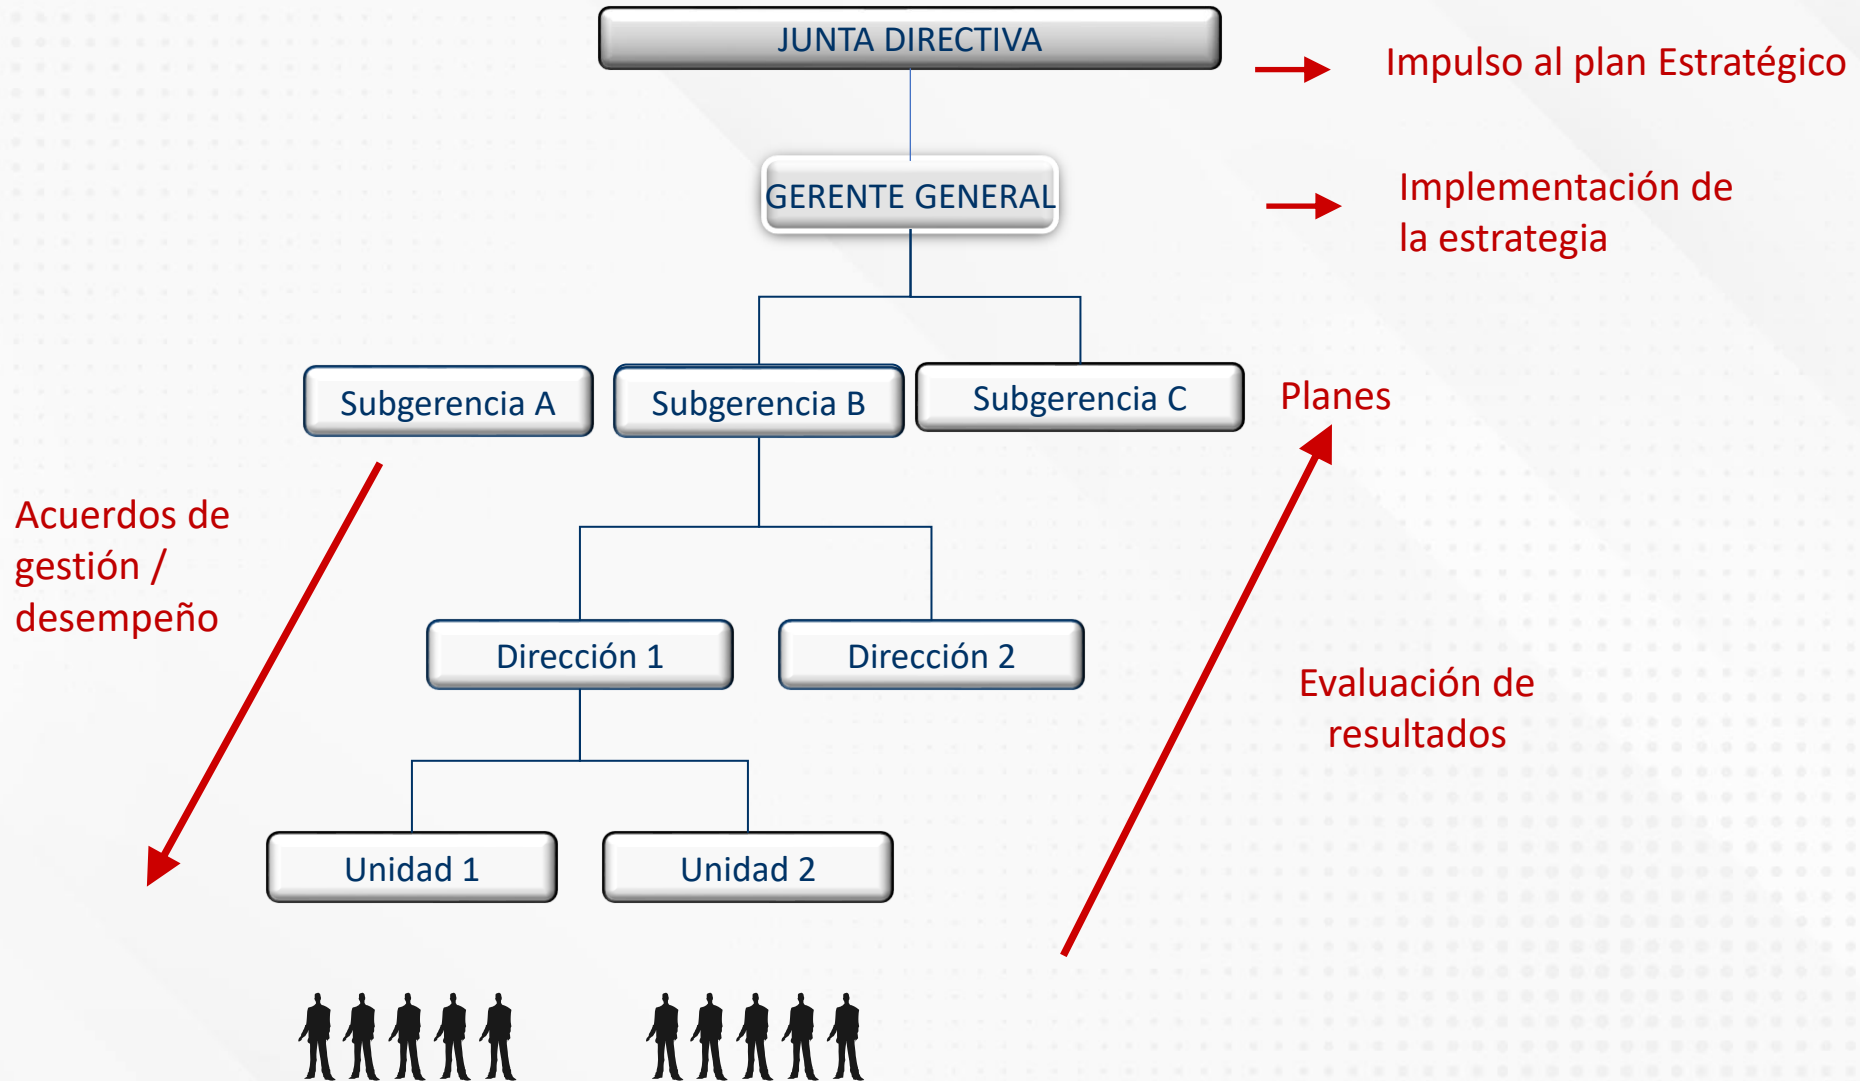 JUNTA DIRECTIVA
Impulso al plan Estratégico
GERENTE GENERAL
Implementación de
la estrategia
Subgerencia A
Subgerencia B
Subgerencia C
Planes
Acuerdos de
gestión /
desempeño
Dirección 1
Dirección 2
Evaluación de
resultados
Unidad 1
Unidad 2